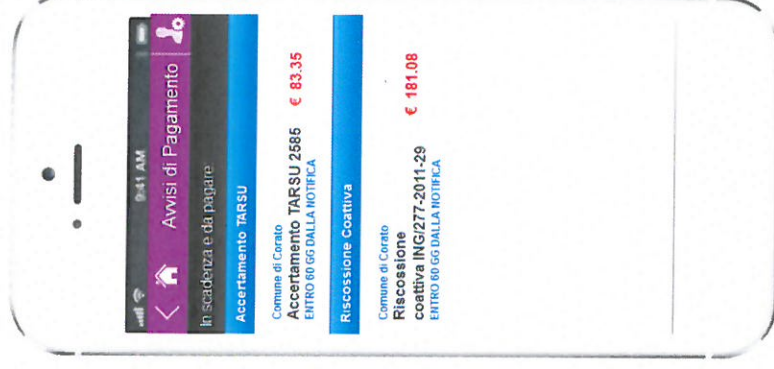 9:41 AM
Avvisi di Pagamento
In scadenza e da pagare
Accertamento TARSU
Comune di Corato
Accertamento TARSU 2585 € 83.35
ENTRO 60 GG DALLA NOTIFICA
Riscossione Coattiva
Comune di Corato
Riscossione
coattiva ING/277-2011-29 € 181.08
ENTRO 60 GG DALLA NOTIFICA